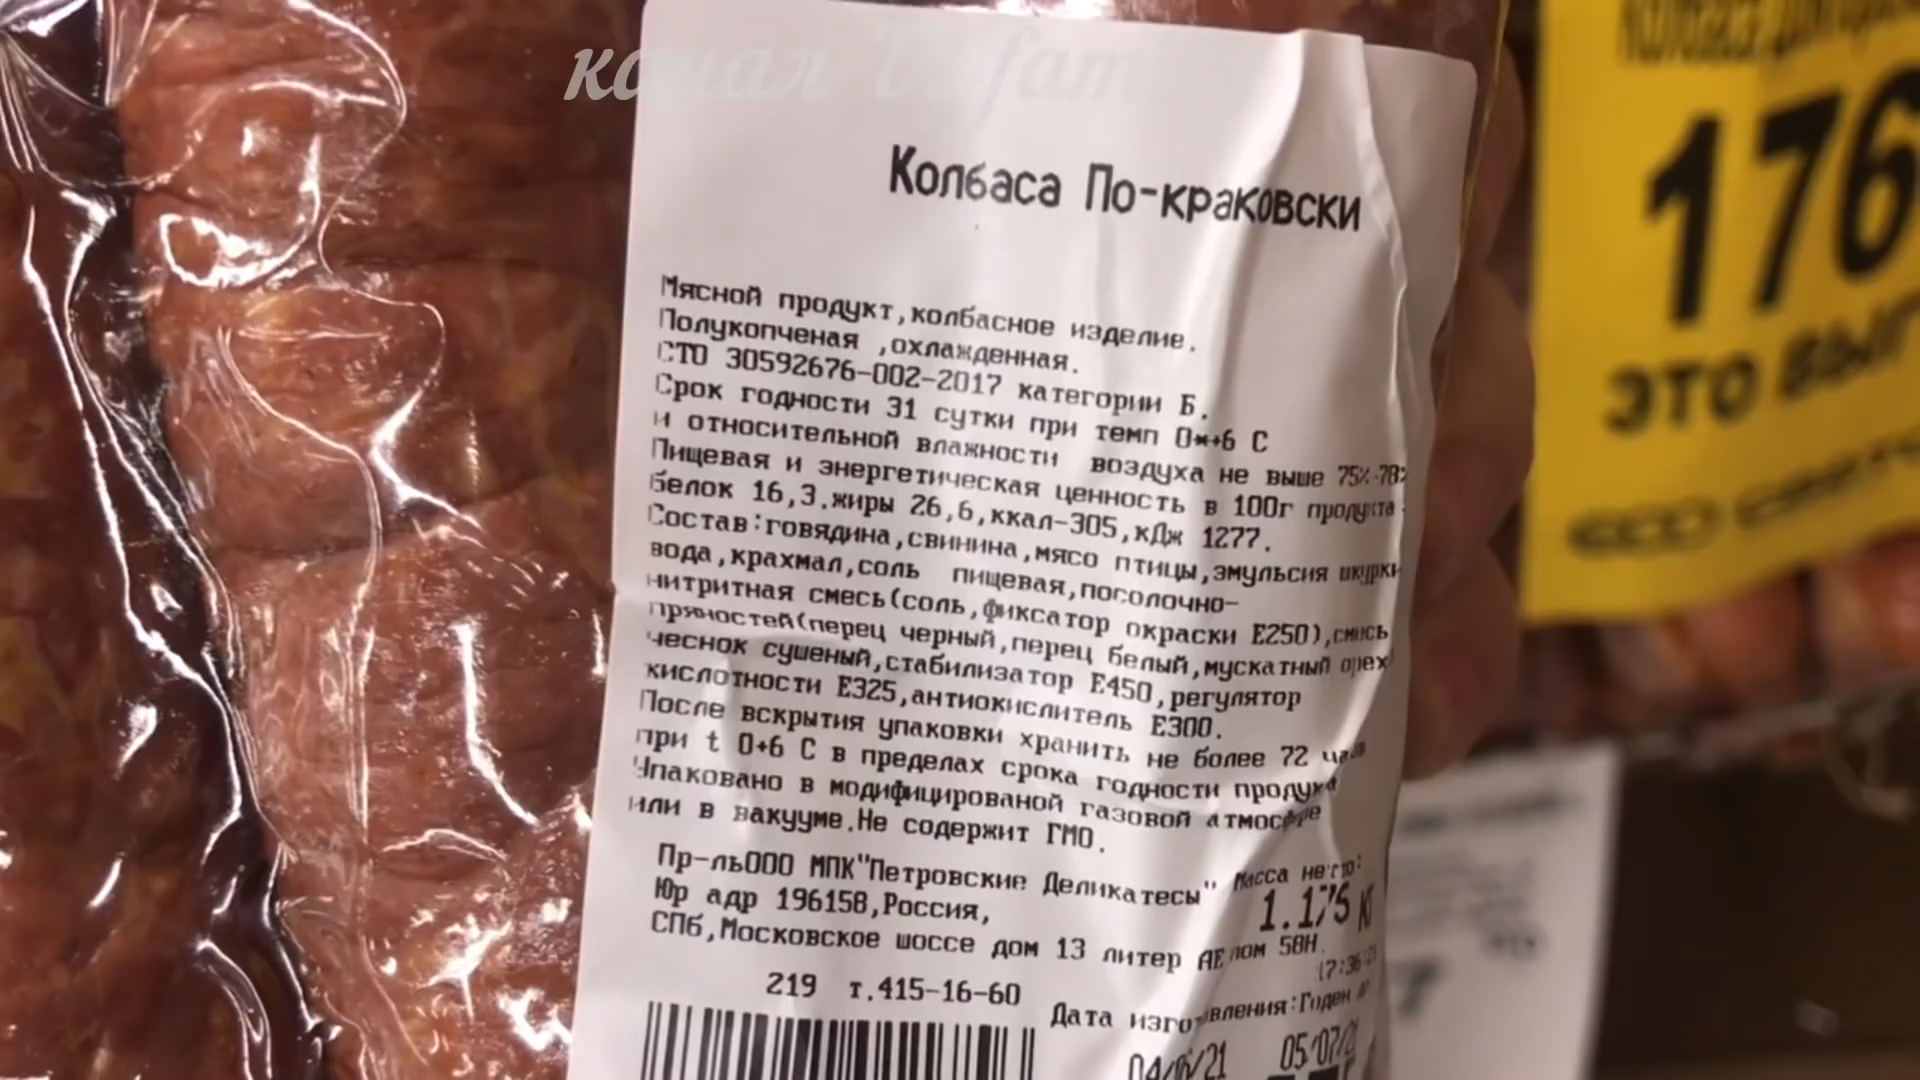 канал
Колбаса По-краковски
Мясной продукт,колбасное изделие.
Полукопченая ,охлажденная.
СТО 30592676-002-2017 категории Б.
Срок годности 31 сутки при темп 0*+6 С
и относительной влажности воздуха не выше 75%-78%
Пищевая и энергетическая ценность в 100г продукта
белок 16,3.жиры 26,6,ккал-305,кДж 1277.
Состав:говядина,свинина,мясо птицы,эмульсия шкурки
вода,крахмал,соль пищевая,посолочно-
нитритная смесь(соль,фиксатор окраски Е250),смесь
пряностей(перец черный,перец белый,мускатный орех
чеснок сушеный,стабилизатор Е450,регулятор
кислотности Е325,антиокислитель Е300.
После вскрытия упаковки хранить не более 72
при t 0+6 С в пределах срока годности
Упаковано в модифицированой газовой атмосфере
или в вакууме.Не содержит ГМО.
Пр-льООО МПК"Петровские Деликатесы" Масса нетто:
1.175 кг
Юр адр 196158,Россия,
СПб,Московское шоссе дом 13 литер АЕ пом 58Н.
219 т.415-16-60
Дата изготовления:Годен
04/06/21 05/07/21
Колбаса
176
ЭТО